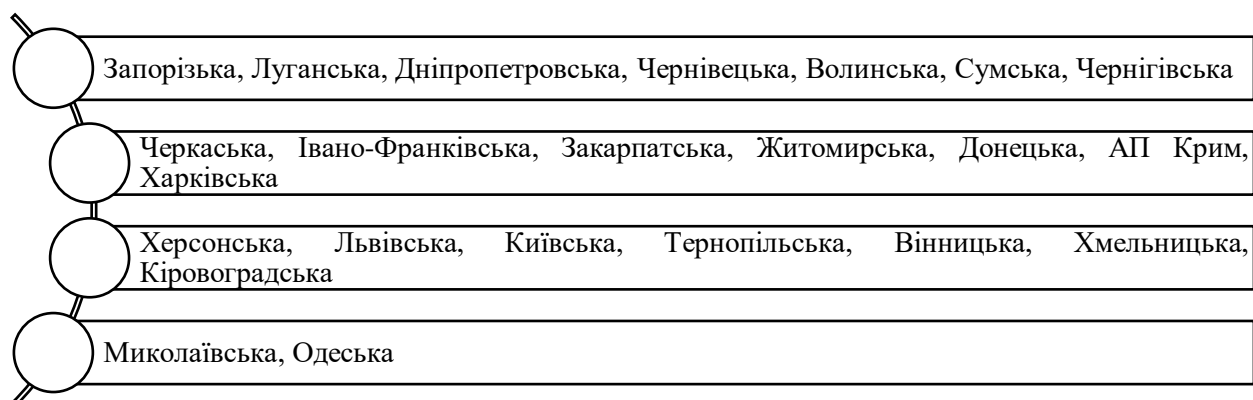 Запорізька, Луганська, Дніпропетровська, Чернівецька, Волинська, Сумська, Чернігівська
Черкаська, Івано-Франківська, Закарпатська, Житомирська, Донецька, АП Крим,
Харківська
Херсонська, Львівська, Київська, Тернопільська, Вінницька, Хмельницька,
Кіровоградська
Миколаївська, Одеська